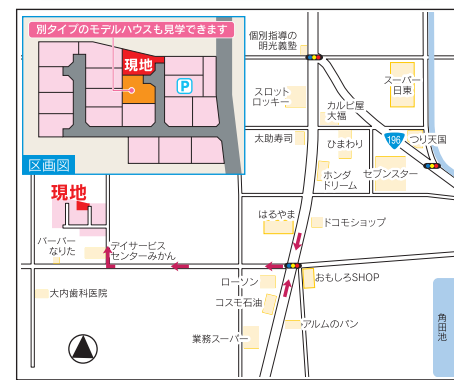 別タイプのモデルハウスも見学できます
現地
P
区画図
個別指導の
明光義塾
スーパー
日東
スロット
ロッキー
カルビ屋
大福
196
つり天国
太助寿司
ひまわり
ホンダ
ドリーム
セブンスター
現地
はるやま
ドコモショップ
バーバー
なりた
デイサービス
センターみかん
大内歯科医院
ローソン
おもしろSHOP
コスモ石油
アルムのパン
業務スーパー
角田池